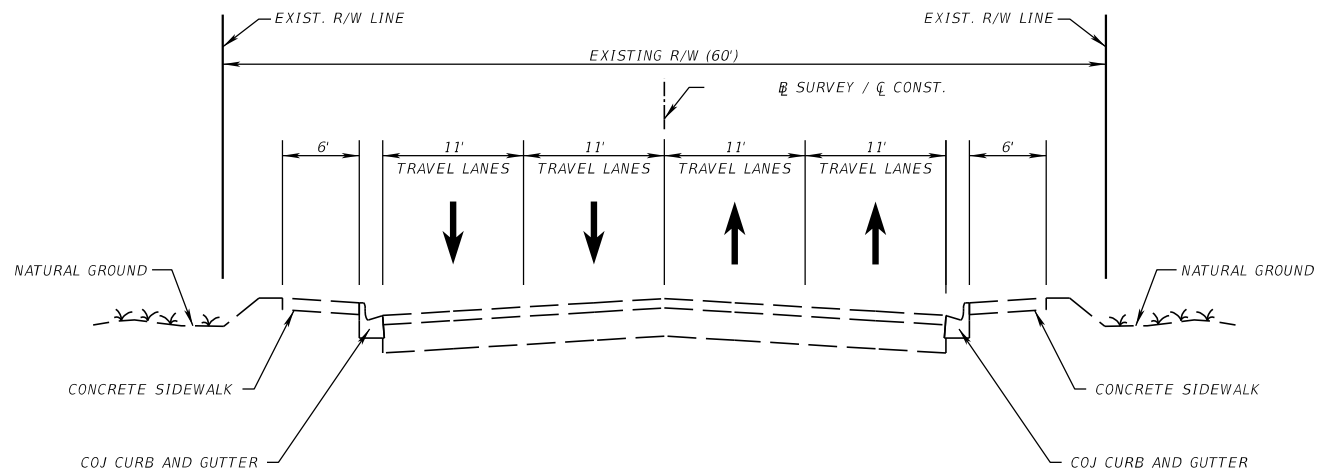 EXIST. R/W LINE
EXIST. R/W LINE
EXISTING R/W (60')
℄ SURVEY / ℄ CONST.
6'
11'
11'
11'
11'
6'
TRAVEL LANES
TRAVEL LANES
TRAVEL LANES
TRAVEL LANES
NATURAL GROUND
NATURAL GROUND
CONCRETE SIDEWALK
CONCRETE SIDEWALK
COJ CURB AND GUTTER
COJ CURB AND GUTTER